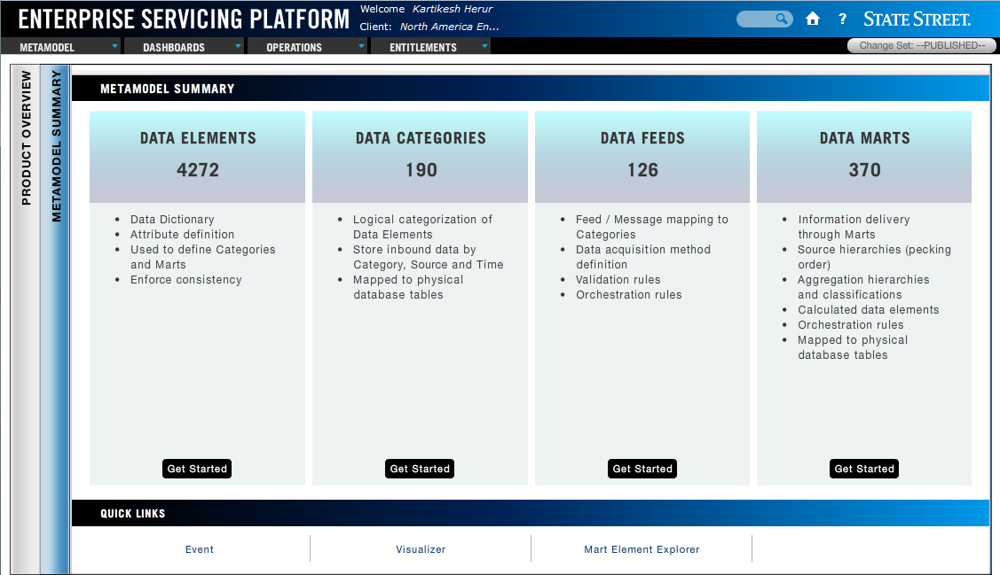 ENTERPRISE SERVICING PLATFORM
Welcome Kartikesh Herur
Client: North America En...
? STATE STREET.
METAMODEL DASHBOARDS OPERATIONS ENTITLEMENTS
Change Set: --PUBLISHED--
PRODUCT OVERVIEW
METAMODEL SUMMARY
METAMODEL SUMMARY
DATA ELEMENTS
4272
• Data Dictionary
• Attribute definition
• Used to define Categories
and Marts
• Enforce consistency
Get Started
DATA CATEGORIES
190
• Logical categorization of
Data Elements
• Store inbound data by
Category, Source and Time
• Mapped to physical
database tables
Get Started
DATA FEEDS
126
• Feed / Message mapping to
Categories
• Data acquisition method
definition
• Validation rules
• Orchestration rules
Get Started
DATA MARTS
370
• Information delivery
through Marts
• Source hierarchies (pecking
order)
• Aggregation hierarchies
and classifications
• Calculated data elements
• Orchestration rules
• Mapped to physical
database tables
Get Started
QUICK LINKS
Event
Visualizer
Mart Element Explorer